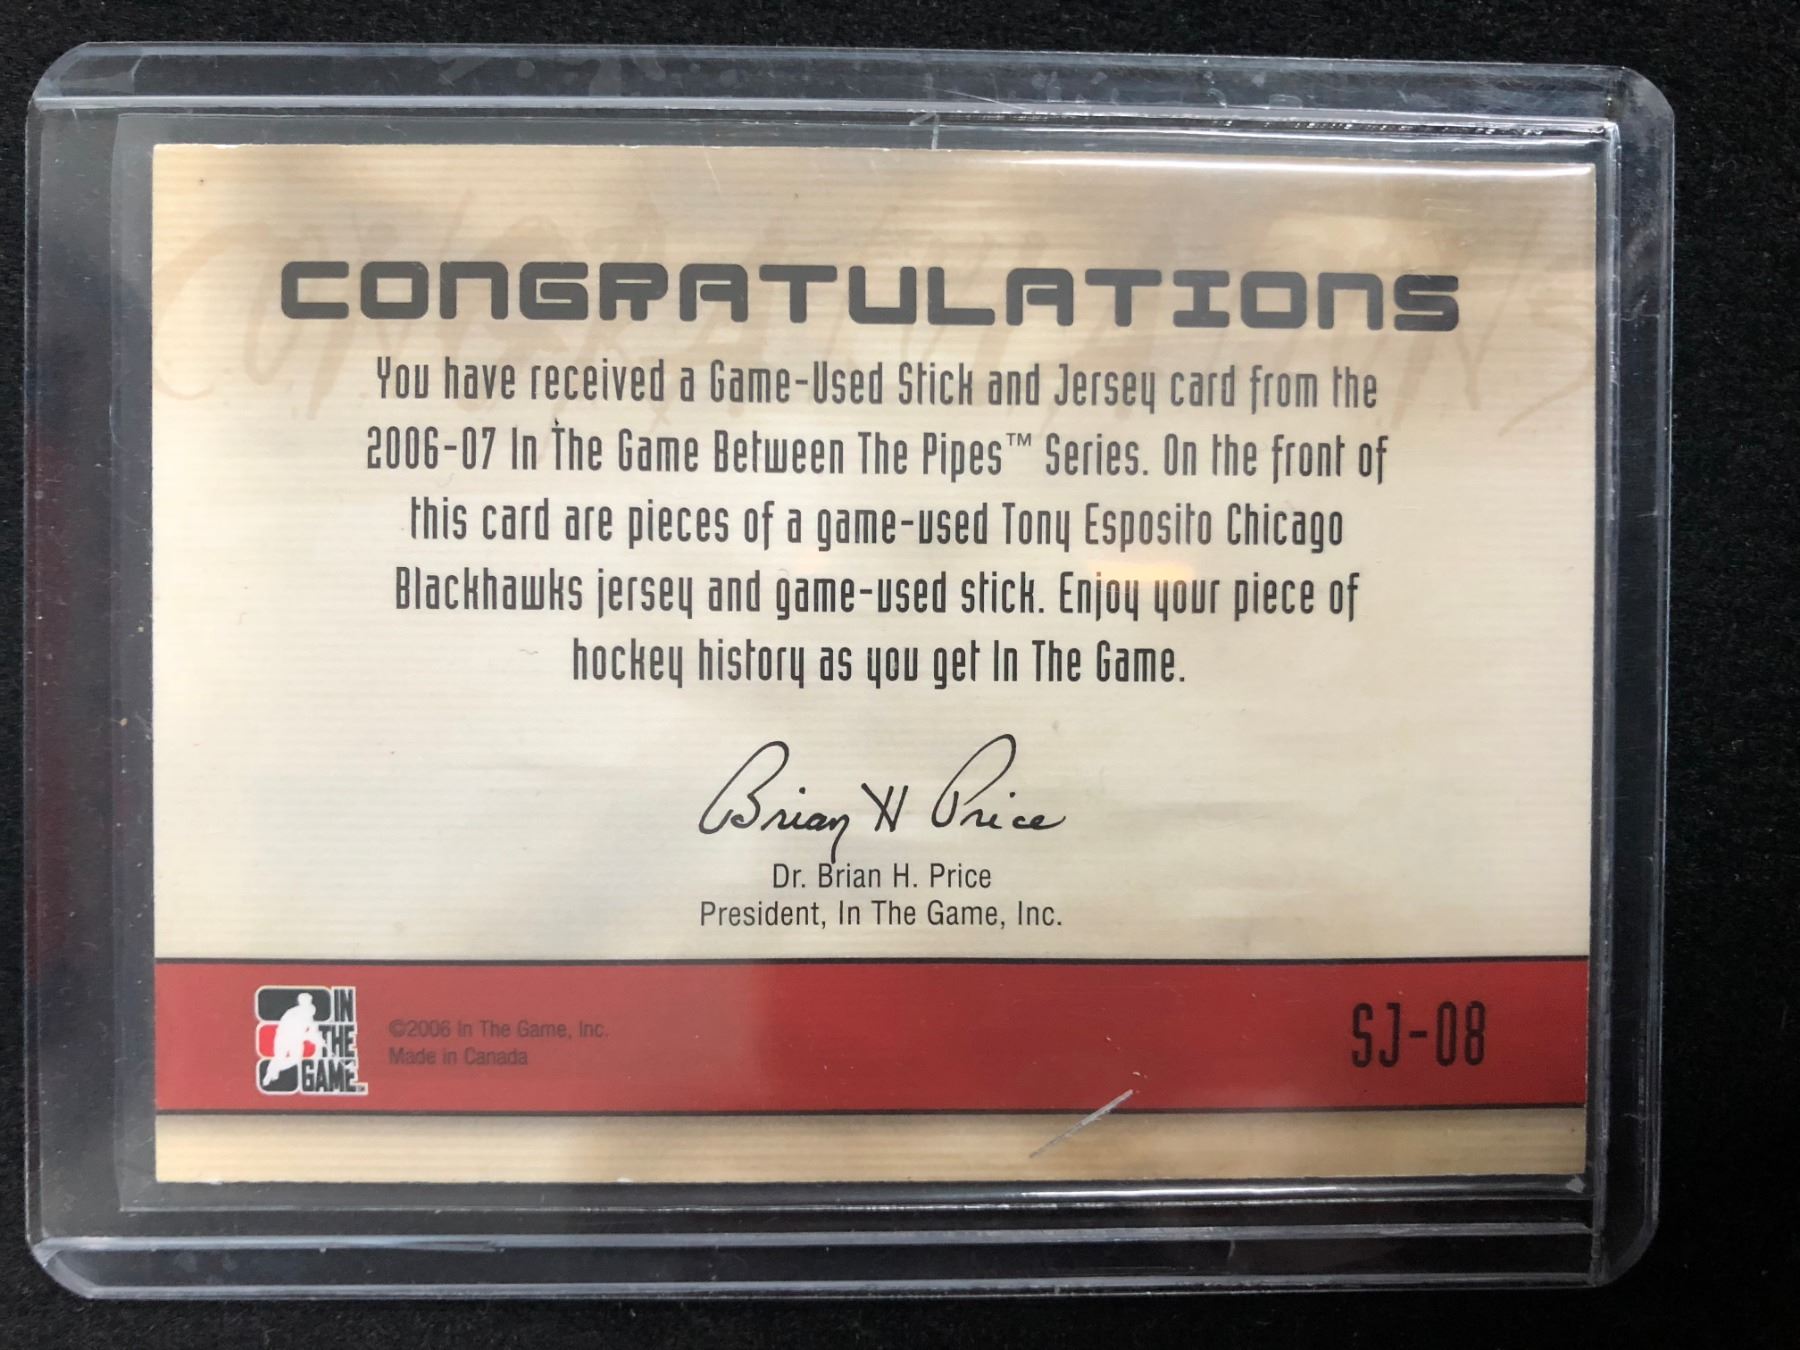 CONGRATULATIONS
You have received a Game-Used Stick and Jersey card from the
2006-07 In The Game Between The Pipes™ Series. On the front of
this card are pieces of a game-used Tony Esposito Chicago
Blackhawks jersey and game-used stick. Enjoy your piece of
hockey history as you get In The Game.
Brian H Price
Dr. Brian H. Price
President, In The Game, Inc.
IN
THE
GAME
©2006 In The Game, Inc.
Made in Canada
SJ-08